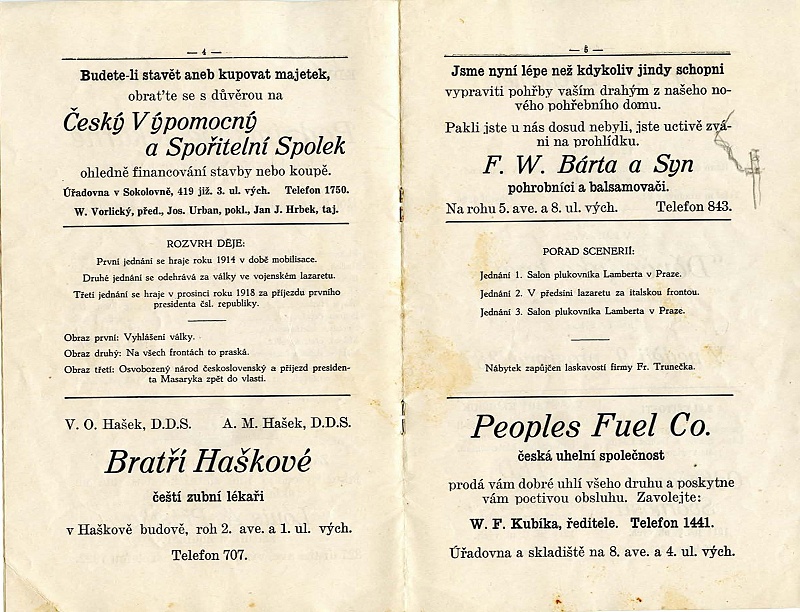 — 4 —
Budete-li stavět aneb kupovat majetek,
obrat'te se s důvěrou na
Český Výpomocný
a Spořitelní Spolek
ohledně financování stavby nebo koupě.
Úřadovna v Sokolovně, 419 již. 3. ul. vých. Telefon 1750.
W. Vorlický, před., Jos. Urban, pokl., Jan J. Hrbek, taj.
ROZVRH DĚJE:
První jednání se hraje roku 1914 v době mobilisace.
Druhé jednání se odehrává za války ve vojenském lazaretu.
Třetí jednání se hraje v prosinci roku 1918 za příjezdu prvního
presidenta čsl. republiky.
Obraz první: Vyhlášení války.
Obraz druhý: Na všech frontách to praská.
Obraz třetí: Osvobozený národ československý a příjezd presiden-
ta Masaryka zpět do vlasti.
V. O. Hašek, D.D.S. A. M. Hašek, D.D.S.
Bratří Haškové
čeští zubní lékaři
v Haškově budově, roh 2. ave. a 1. ul. vých.
Telefon 707.
— 6 —
Jsme nyní lépe než kdykoliv jindy schopni
vypraviti pohřby vaším drahým z našeho no-
vého pohřebního domu.
Pakli jste u nás dosud nebyli, jste uctivě zvá-
ni na prohlídku.
F. W. Bárta a Syn
pohrobníci a balsamovači.
Na rohu 5. ave. a 8. ul. vých. Telefon 843.
POŘAD SCENERIÍ:
Jednání 1. Salon plukovníka Lamberta v Praze.
Jednání 2. V předsíni lazaretu za italskou frontou.
Jednání 3. Salon plukovníka Lamberta v Praze.
Nábytek zapůjčen laskavostí firmy Fr. Trunečka.
Peoples Fuel Co.
česká uhelní společnost
prodá vám dobré uhlí všeho druhu a poskytne
vám poctivou obsluhu. Zavolejte:
W. F. Kubíka, ředitele. Telefon 1441.
Úřadovna a skladiště na 8. ave. a 4. ul. vých.